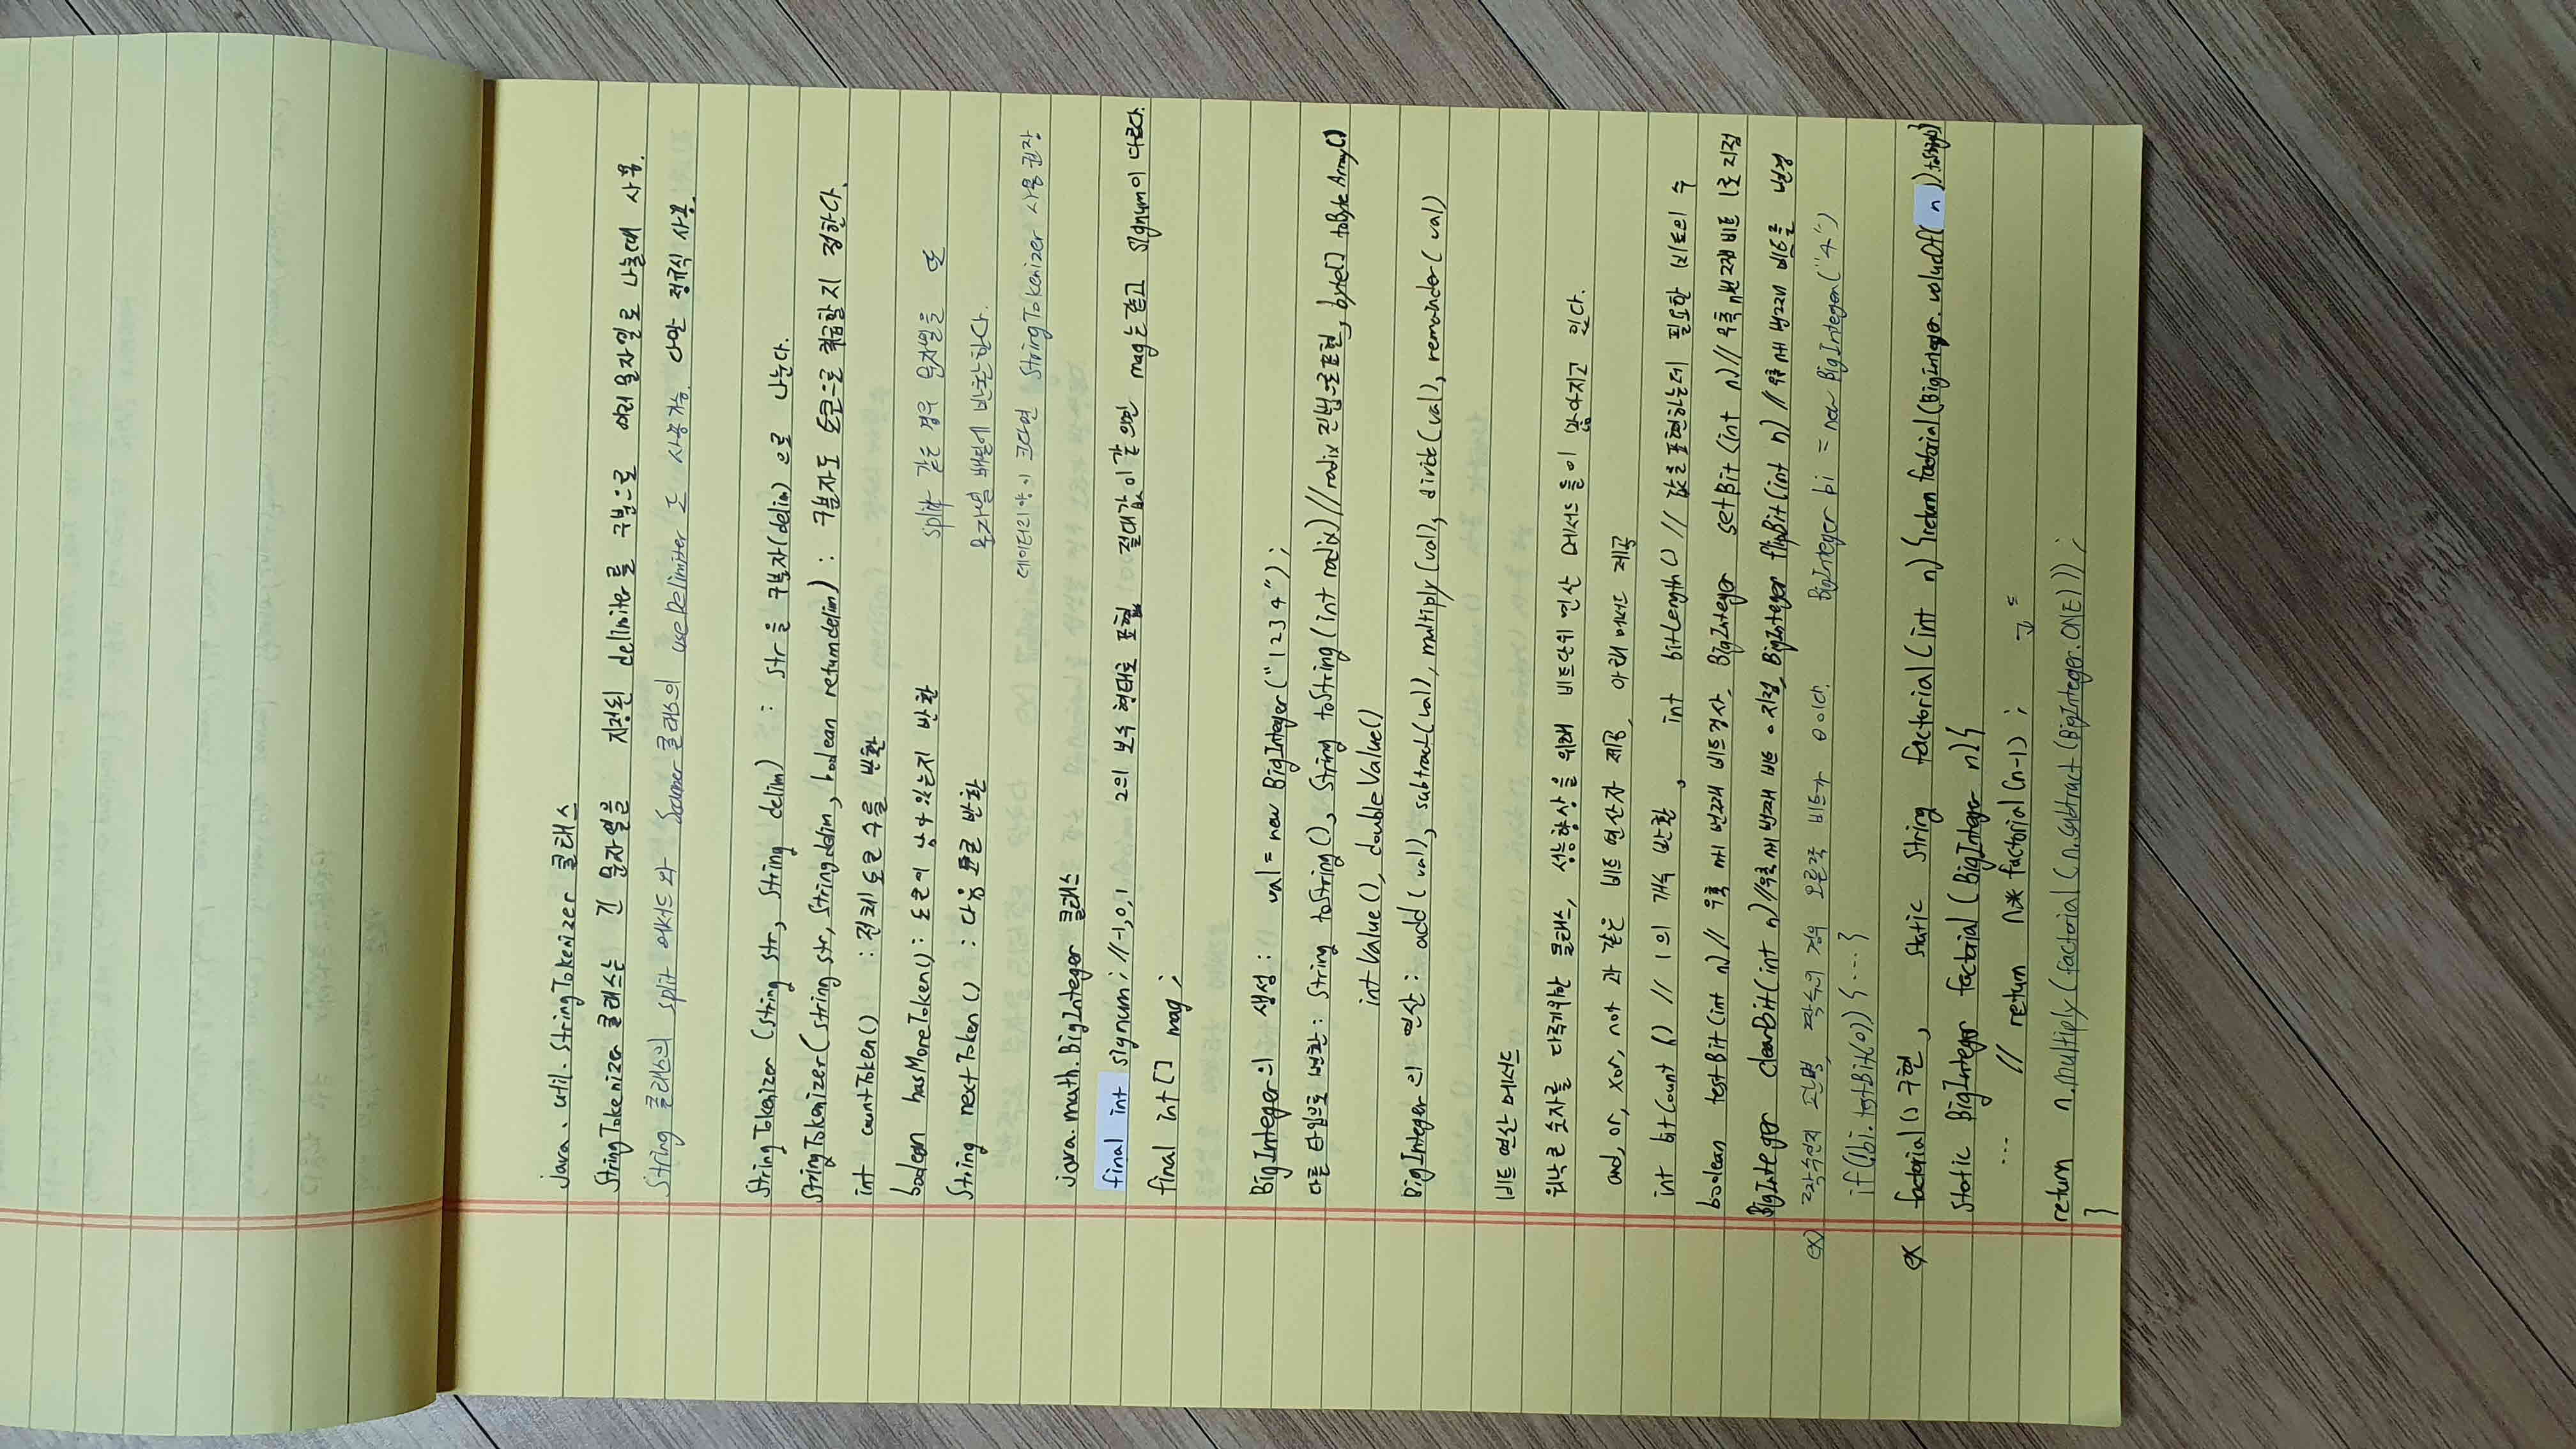 java. util. StringTokenizer 클래스
StringTokenizer 클래스는 긴 문자열을 지정된 delimiter를 구분으로 여러 문자열로 나눌때 사용.
String 클래스의 split 메서드와 Scanner 클래스의 useDelimiter도 사용가능. 다만 정규식 사용.
StringTokenizer (String str, String delim) : str을 구분자(delim)으로 나눈다.
StringTokenizer(String str, String delim, boolean returndelim) : 구분자도 토큰으로 취급할지 정한다.
int countToken() : 전체 토큰 수를 반환
boolean hasMoreToken() : 토큰이 남아있는지 반환
split 같은 경우 문자열을 또
String nextToken() : 다음 토큰 반환
문자열 배열에 반환한다.
데이터의 양이 크다면 StringTokenizer 사용 권장
java.math.BigInteger 클래스
final int signum; //-1,0,1 2의 보수 형태로 표현, 절대값이 같으면 mag는 같고 signum이 다르다.
final int[] mag;
BigInteger의 생성 : val = new BigInteger("1234");
다른 타입으로 변환 : String toString(), String toString(int radix) //radix 진법으로 표현, byte[] toByteArray()
intValue(), doubleValue()
BigInteger의 연산 : add(val), subtract(val), multiply(val), divide(val), remainder(val)
비트 연산 메서드
워낙 큰 숫자를 다루기위한 클래스, 성능향상을 위해 비트단위 연산 메서드들이 많아지고 있다.
and, or, xor, not 과 같은 비트 연산자 제공, 아래 메서드 제공
int bitCount() // 1의 개수 반환, int bitLength() // 값을 표현하는데 필요한 비트의 수
boolean testBit(int n) // 우측 n+1 번째 비트검사, BigInteger setBit(int n) // 우측 n번째 비트 1로 지정
BigInteger clearBit(int n) //우측 n+1 번째 비트 0 지정, BigInteger flipBit(int n) // 우측 n+1 번째 비트를 변경
ex) 짝수인지 판별, 짝수의 경우 오른쪽 비트가 0이다. BigInteger bi = new BigInteger("4")
if(!bi.testBit(0)) { ··· }
ex factorial() 구현, static String factorial(int n) {return factorial(BigInteger.valueOf(n)).toString()}
static BigInteger factorial (BigInteger n){
··· // return n* factorial(n-1);
return n.multiply(factorial(n.subtract(BigInteger.ONE)));
}